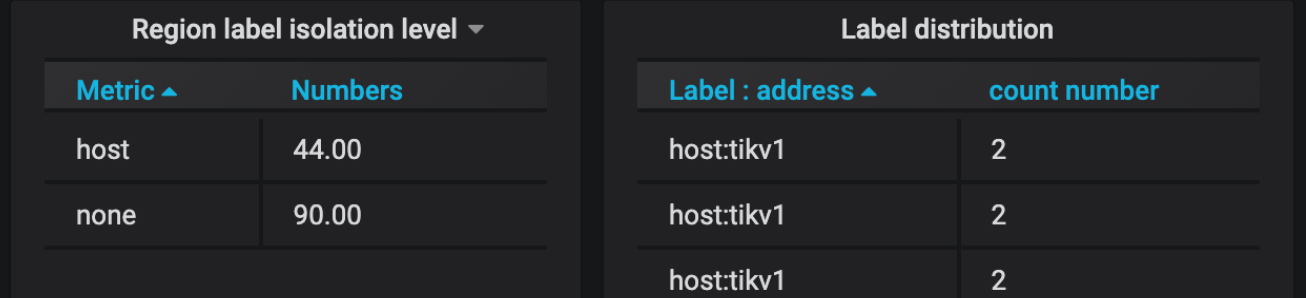 Region label isolation level
Metric Numbers
host 44.00
none 90.00
Label distribution
Label : address count number
host:tikv1 2
host:tikv1 2
host:tikv1 2